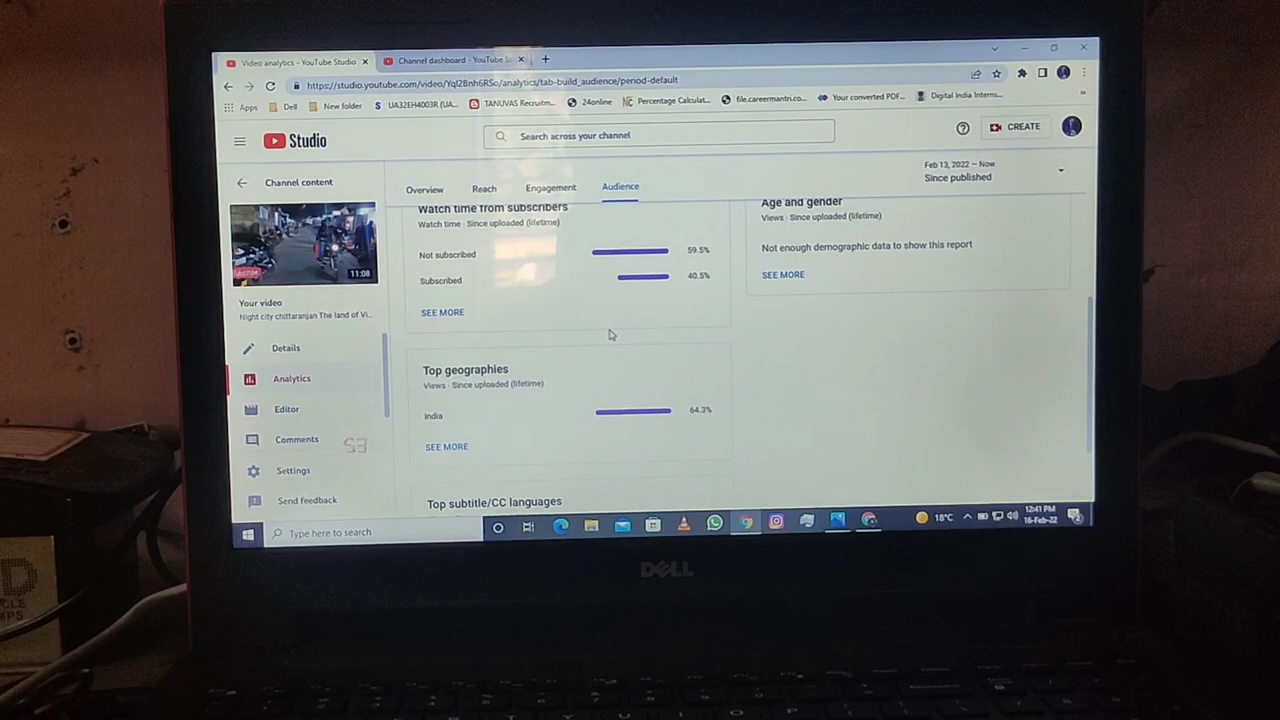 Video analytics - YouTube Studio
Channel dashboard - YouTube S
https://studio.youtube.com/video/YqI2Bnh6RSo/analytics/tab-build_audience/period-default
Apps Dell New folder UA32EH4003R (UA... TANUVAS Recruitm... 24online Percentage Calculat... file.careermantri.co... Your converted PDF... Digital India Interns...
Studio
Search across your channel
CREATE
Channel content
Overview Reach Engagement Audience
Feb 13, 2022 – Now
Since published
11:08
Your video
Night city chittaranjan The land of Vi...
Details
Analytics
Editor
Comments
Settings
Send feedback
Watch time from subscribers
Watch time · Since uploaded (lifetime)
Not subscribed 59.5%
Subscribed 40.5%
SEE MORE
Age and gender
Views · Since uploaded (lifetime)
Not enough demographic data to show this report
SEE MORE
Top geographies
Views · Since uploaded (lifetime)
India 64.3%
SEE MORE
Top subtitle/CC languages
Type here to search
18°C
12:41 PM
16-Feb-22
DELL